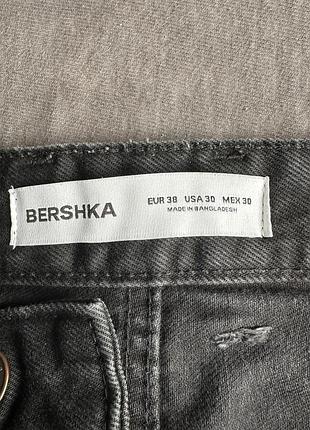 BERSHKA
EUR 38 USA 30 MEX 30
MADE IN BANGLADESH